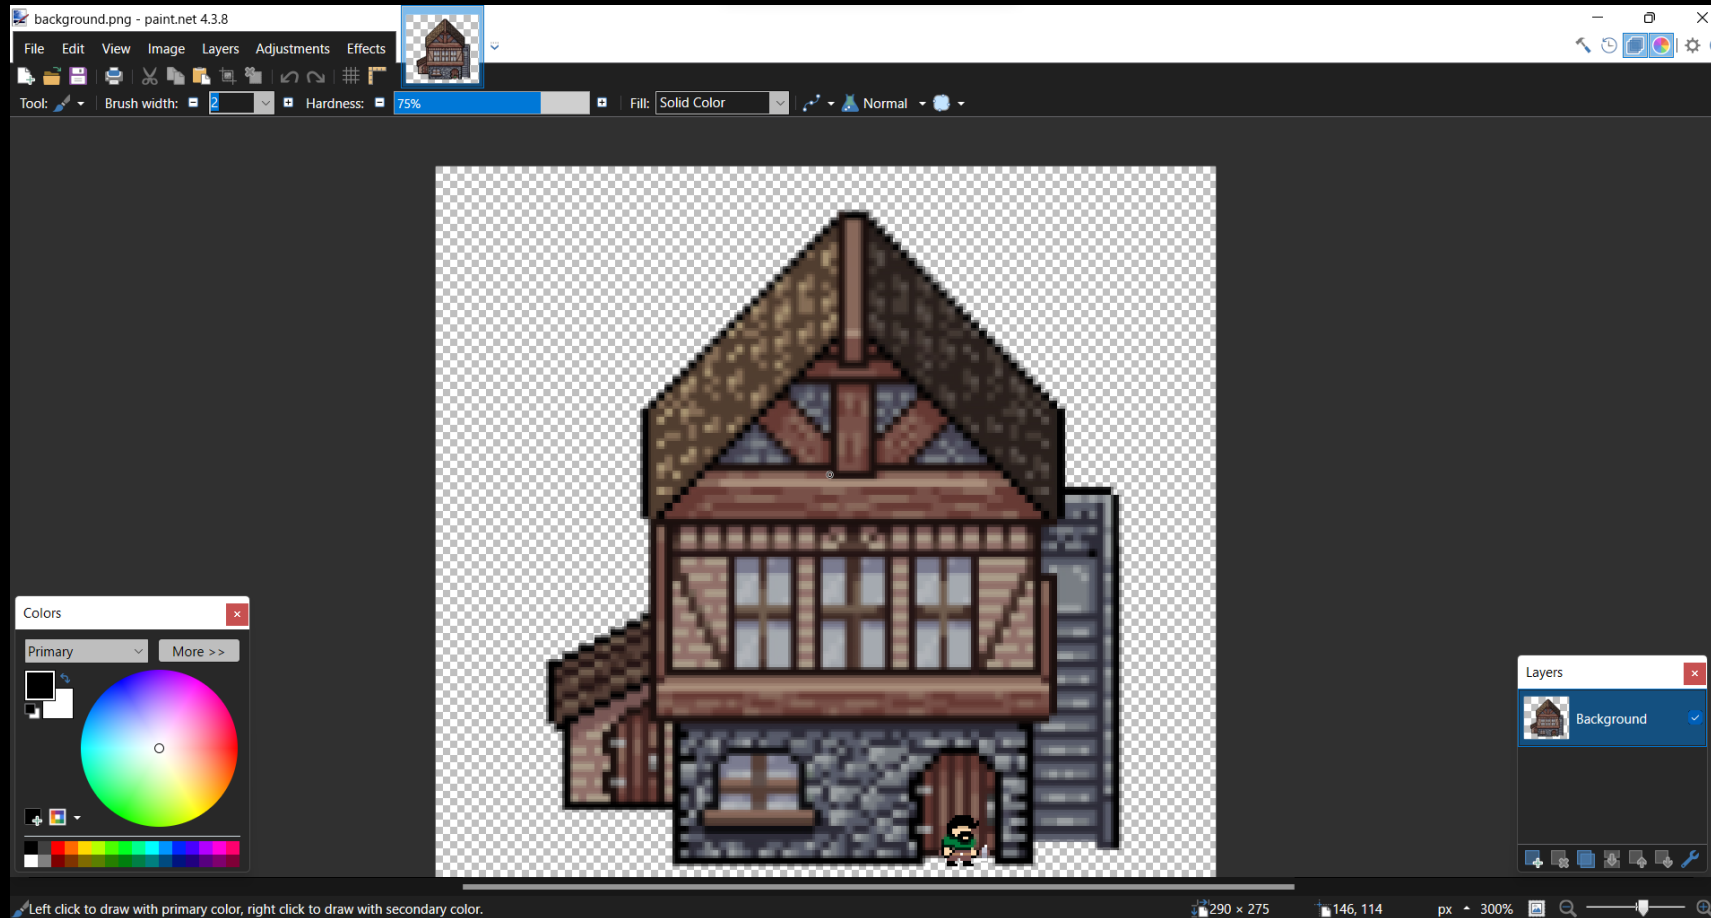 background.png - paint.net 4.3.8
File Edit View Image Layers Adjustments Effects
Tool: Brush width: 2 Hardness: 75% Fill: Solid Color Normal
Colors
Primary More >>
Layers
Background
Left click to draw with primary color, right click to draw with secondary color. 290 × 275 146, 114 px 300%